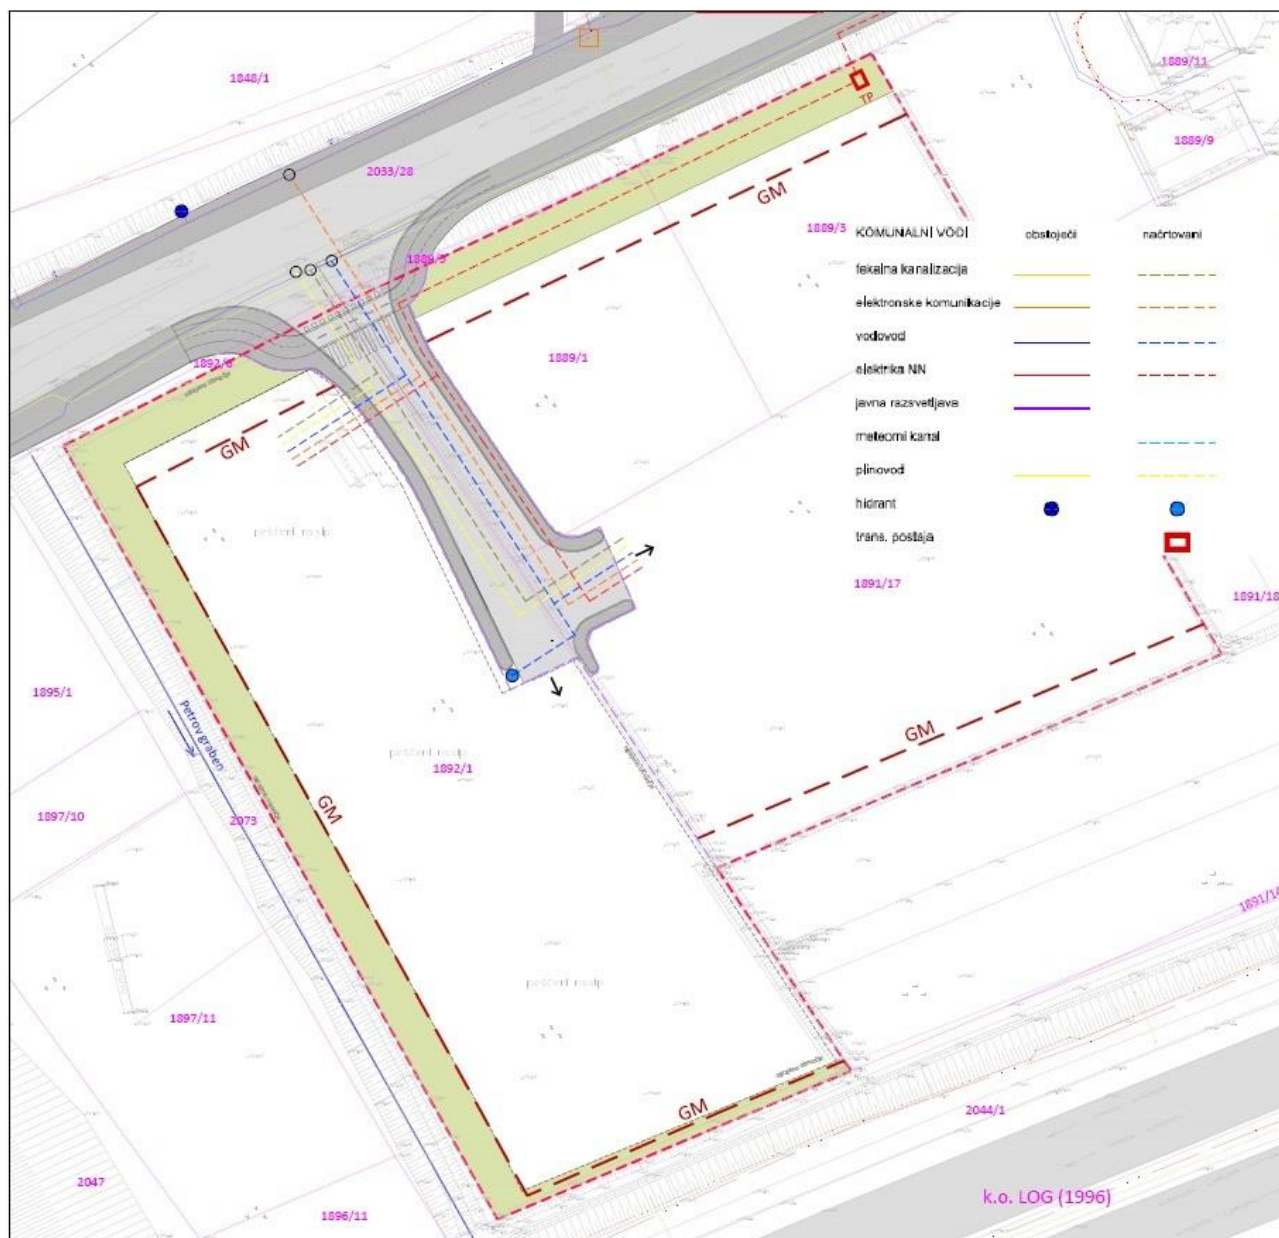 1848/1
1889/11
1889/9
TP
2033/28
GM
1889/3 KOMUNALNI VODI obstoječi načrtovani
1889/3
fekalna kanalizacija
elektronske komunikacije
vodovod
1889/1
1892/6
elektrika NN
javna razsvetljava
GM
meteorni kanal
plinovod
hidrant
trans. postaja
1891/17
1891/18
1895/1
Petrov graben
GM
1892/1
GM
1897/10
2073
1891/16
1897/11
GM
2044/1
2047
k.o. LOG (1996)
1896/11